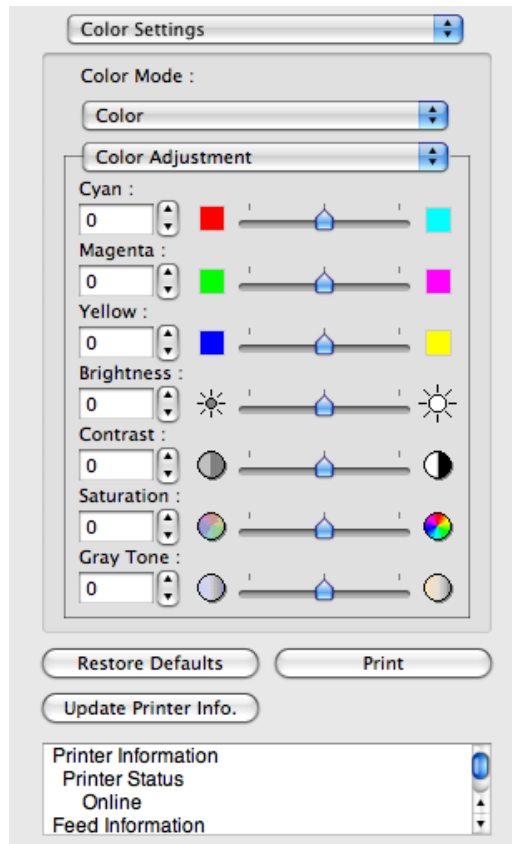 Color Settings
Color Mode :
Color
Color Adjustment
Cyan :
0
Magenta :
0
Yellow :
0
Brightness :
0
Contrast :
0
Saturation :
0
Gray Tone :
0
Restore Defaults
Print
Update Printer Info.
Printer Information
Printer Status
Online
Feed Information